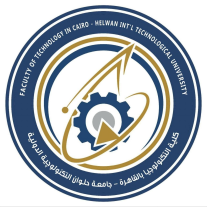 FACULTY OF TECHNOLOGY IN CAIRO - HELWAN INT'L TECHNOLOGICAL UNIVERSITY
كلية التكنولوجيا بالقاهرة - جامعة حلوان التكنولوجية الدولية